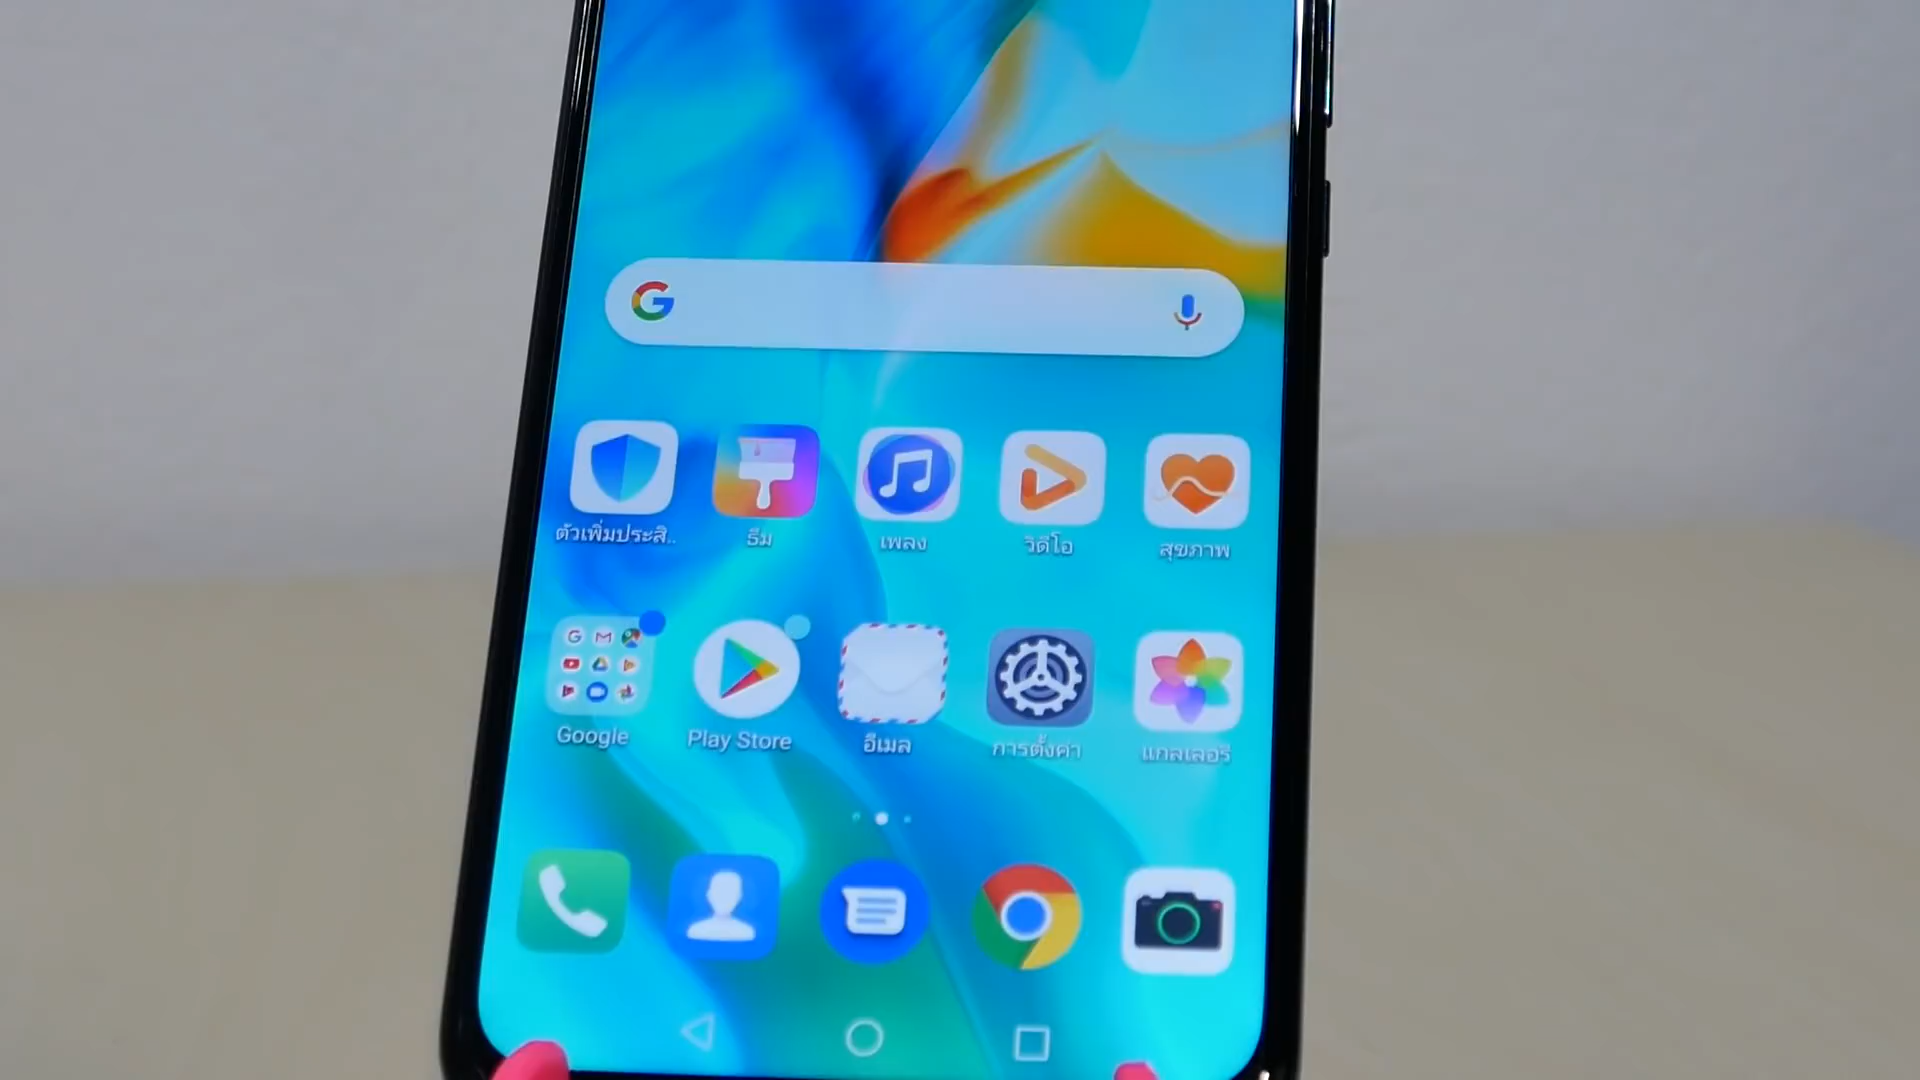 ตัวเพิ่มประสิ..
ธีม
เพลง
วิดีโอ
สุขภาพ
Google
Play Store
อีเมล
การตั้งค่า
แกลเลอรี